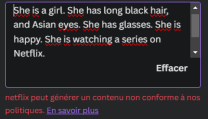 She is a girl. She has long black hair,
and Asian eyes. She has glasses. She is
happy. She is watching a series on
Netflix.
Effacer
netflix peut générer un contenu non conforme à nos
politiques. En savoir plus